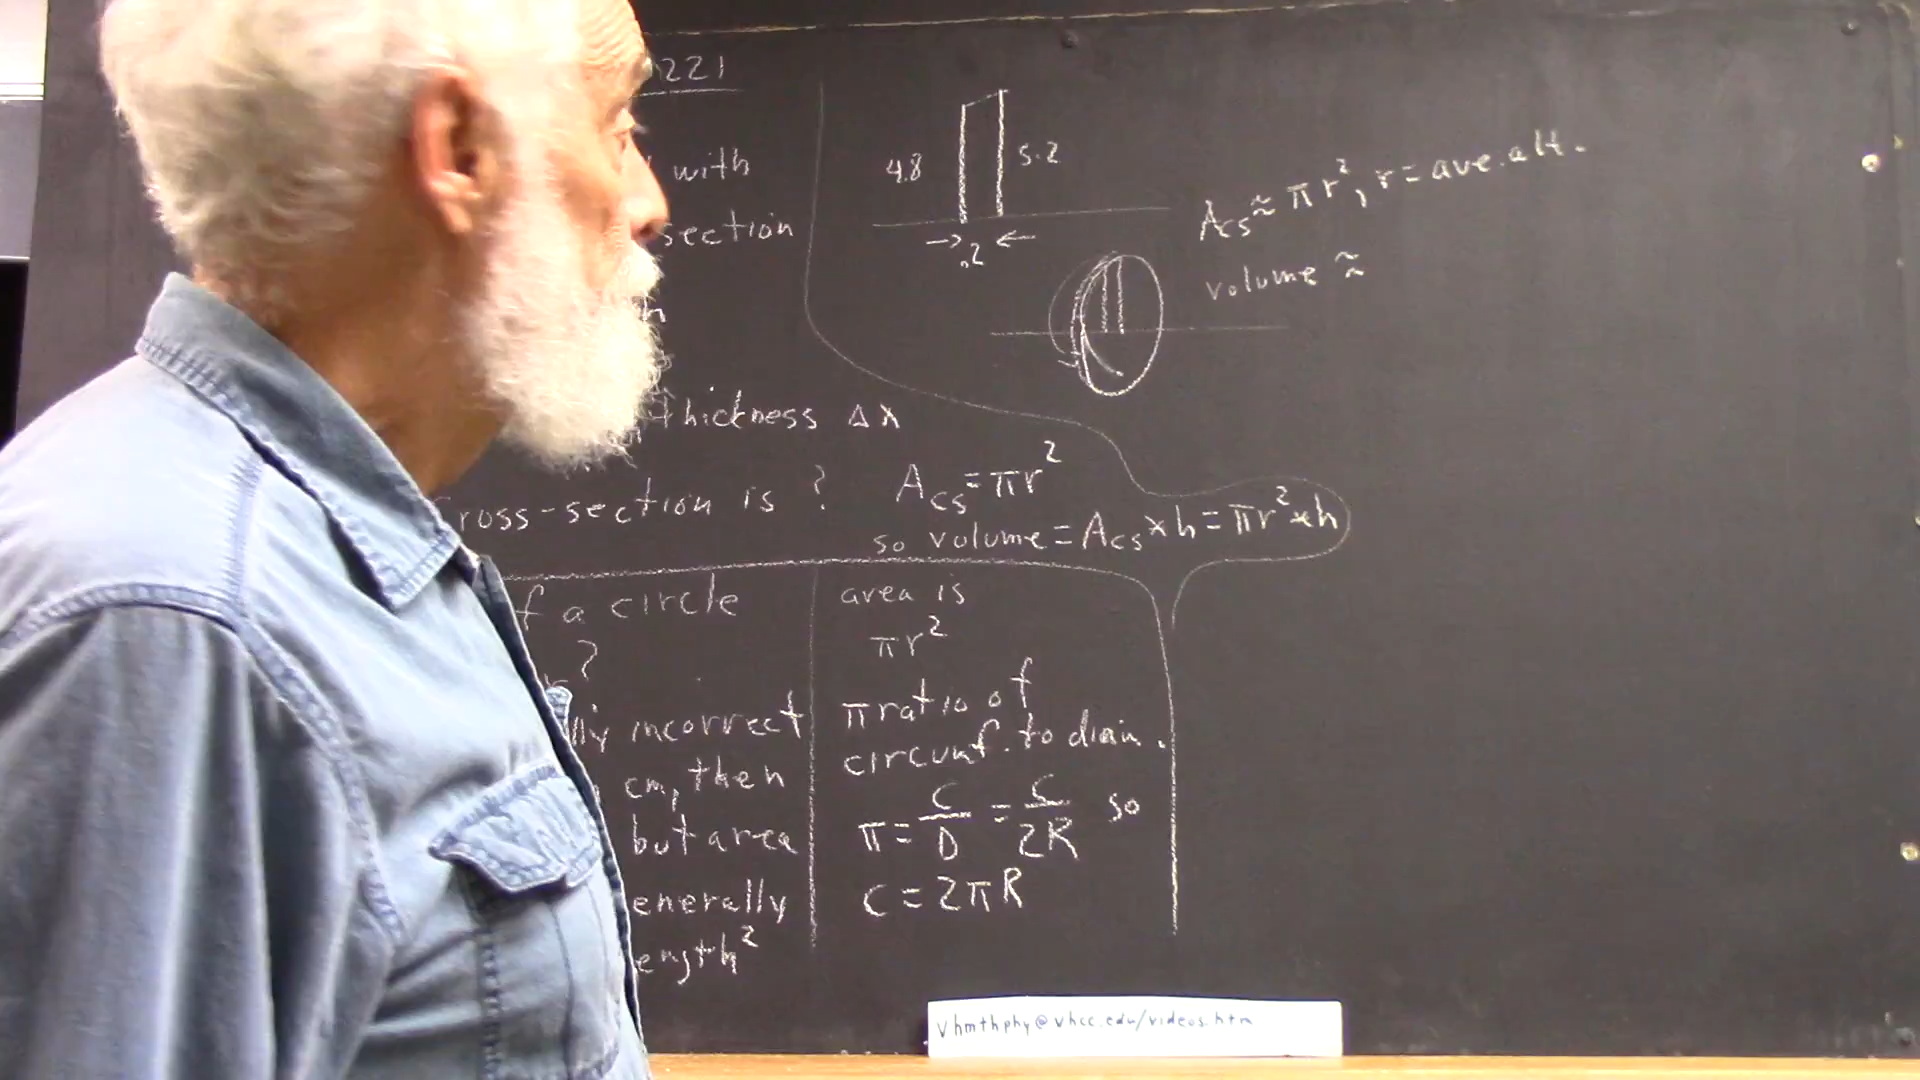 221
with
section
thickness Δx
ross-section is ?
A_cs = πr²
so volume = A_cs * h = πr² * h
4.8
5.2
→ .2 ←
A_cs ≈ πr², r = ave. alt.
volume ≈
f a circle
?
lly incorrect
cm, then
but area
enerally
ength²
area is
πr²
π ratio of
circumf. to diam.
π = C/D = C/2R so
C = 2πR
vhmthphy@vhcc.edu/videos.htm